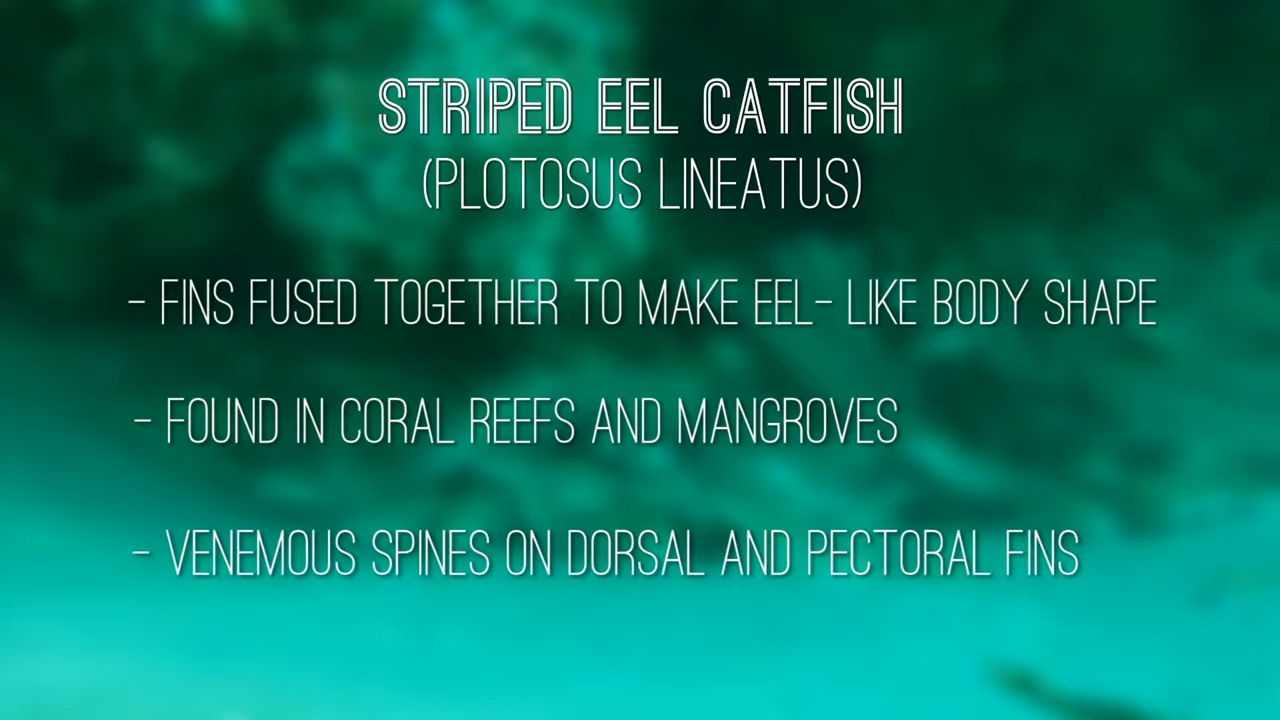 STRIPED EEL CATFISH
(PLOTOSUS LINEATUS)
- FINS FUSED TOGETHER TO MAKE EEL- LIKE BODY SHAPE
- FOUND IN CORAL REEFS AND MANGROVES
- VENEMOUS SPINES ON DORSAL AND PECTORAL FINS